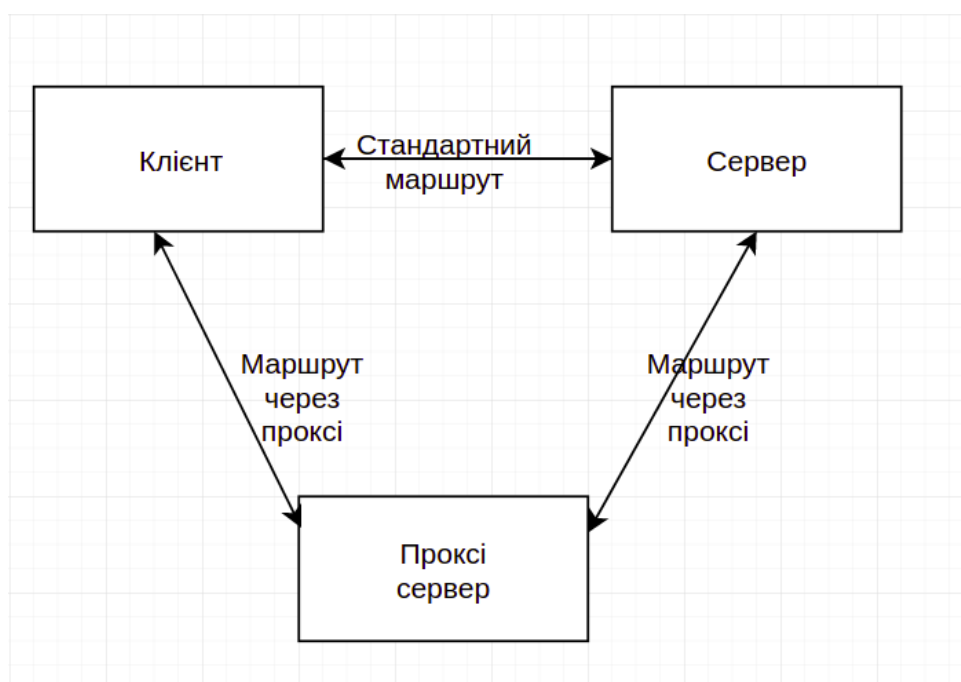 Клієнт
Стандартний
маршрут
Сервер
Маршрут
через
проксі
Маршрут
через
проксі
Проксі
сервер